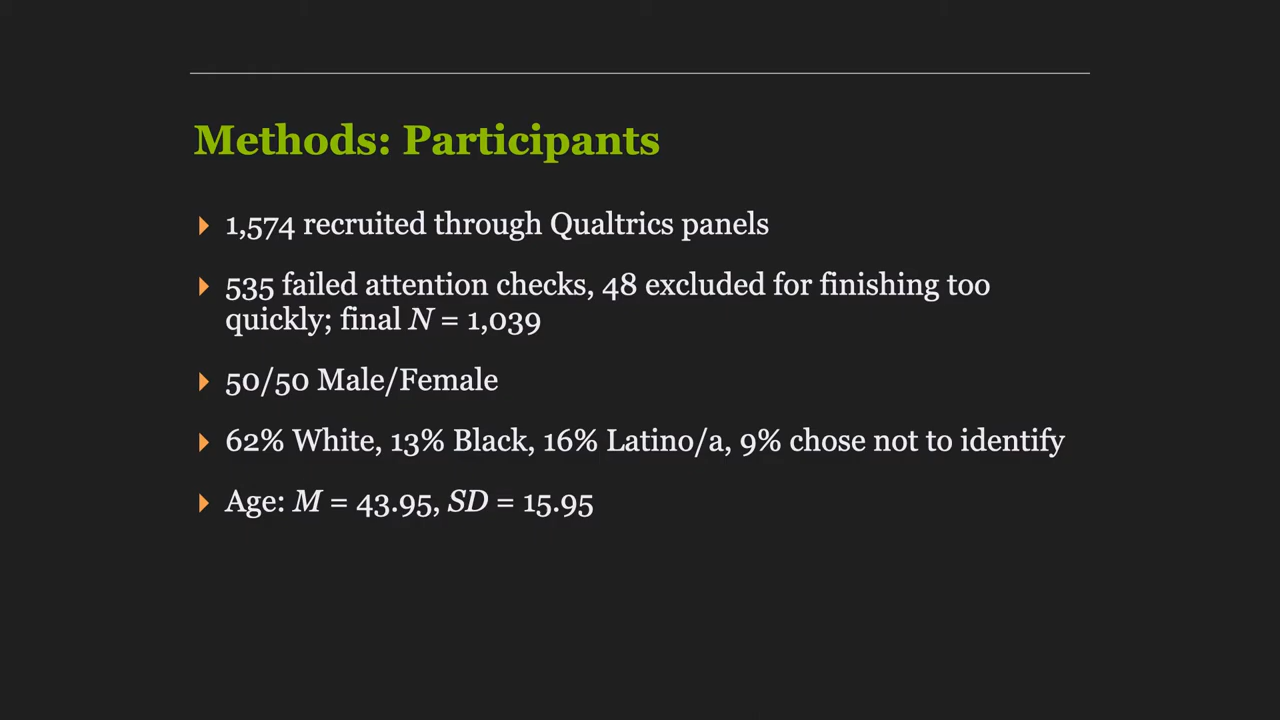 Methods: Participants
1,574 recruited through Qualtrics panels
535 failed attention checks, 48 excluded for finishing too
quickly; final N = 1,039
50/50 Male/Female
62% White, 13% Black, 16% Latino/a, 9% chose not to identify
Age: M = 43.95, SD = 15.95